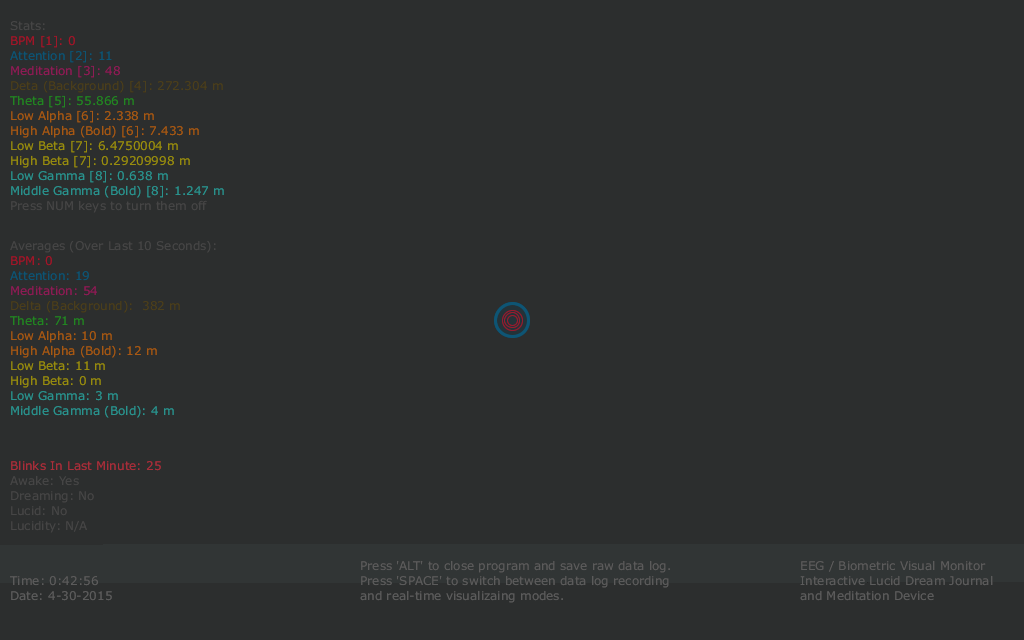 Stats:
BPM [1]: 0
Attention [2]: 11
Meditation [3]: 48
Deta (Background) [4]: 272.304 m
Theta [5]: 55.866 m
Low Alpha [6]: 2.338 m
High Alpha (Bold) [6]: 7.433 m
Low Beta [7]: 6.4750004 m
High Beta [7]: 0.29209998 m
Low Gamma [8]: 0.638 m
Middle Gamma (Bold) [8]: 1.247 m
Press NUM keys to turn them off
Averages (Over Last 10 Seconds):
BPM: 0
Attention: 19
Meditation: 54
Delta (Background):  382 m
Theta: 71 m
Low Alpha: 10 m
High Alpha (Bold): 12 m
Low Beta: 11 m
High Beta: 0 m
Low Gamma: 3 m
Middle Gamma (Bold): 4 m
Blinks In Last Minute: 25
Awake: Yes
Dreaming: No
Lucid: No
Lucidity: N/A
Time: 0:42:56
Date: 4-30-2015
Press 'ALT' to close program and save raw data log.
Press 'SPACE' to switch between data log recording
and real-time visualizaing modes.
EEG / Biometric Visual Monitor
Interactive Lucid Dream Journal
and Meditation Device